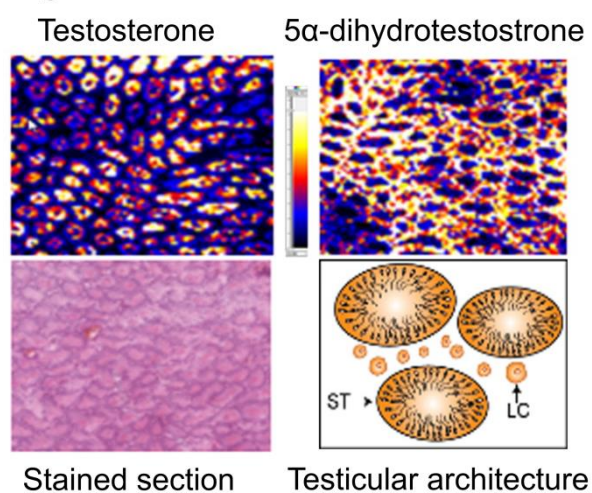 Testosterone
5α-dihydrotestostrone
ST
LC
Stained section
Testicular architecture